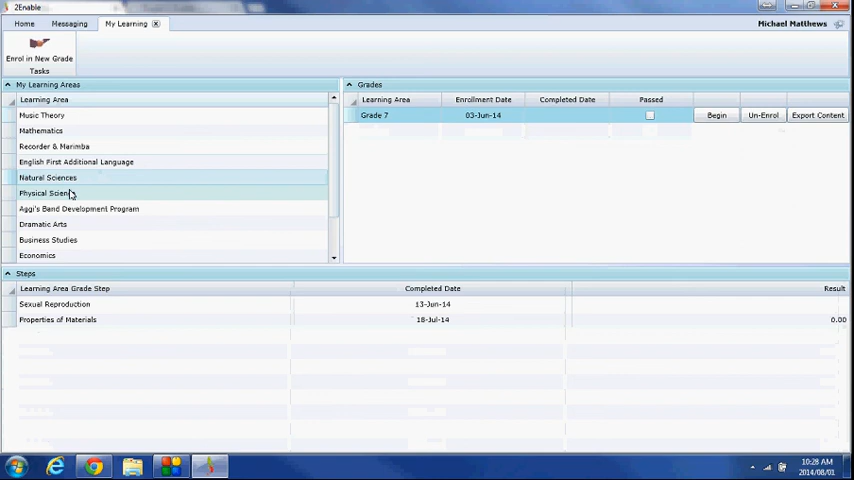 2Enable
Home Messaging My Learning Michael Matthews
Enrol in New Grade
Tasks
My Learning Areas
Learning Area
Music Theory
Mathematics
Recorder & Marimba
English First Additional Language
Natural Sciences
Physical Scien
Aggi's Band Development Program
Dramatic Arts
Business Studies
Economics
Grades
Learning Area Enrollment Date Completed Date Passed
Grade 7 03-Jun-14 Begin Un-Enrol Export Content
Steps
Learning Area Grade Step Completed Date Result
Sexual Reproduction 13-Jun-14
Properties of Materials 18-Jul-14 0.00
10:28 AM
2014/08/01